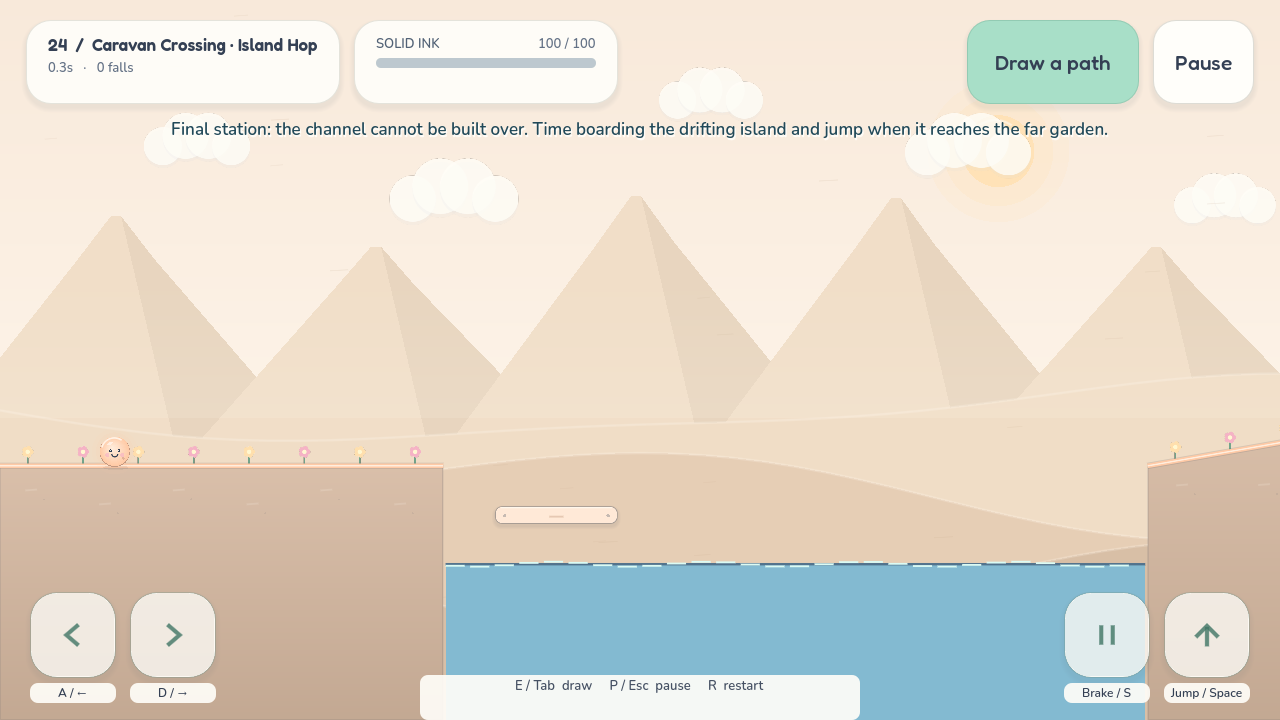 24 / Caravan Crossing · Island Hop
0.3s · 0 falls
SOLID INK 100 / 100
Draw a path
Pause
Final station: the channel cannot be built over. Time boarding the drifting island and jump when it reaches the far garden.
A / ←
D / →
E / Tab draw P / Esc pause R restart
Brake / S
Jump / Space